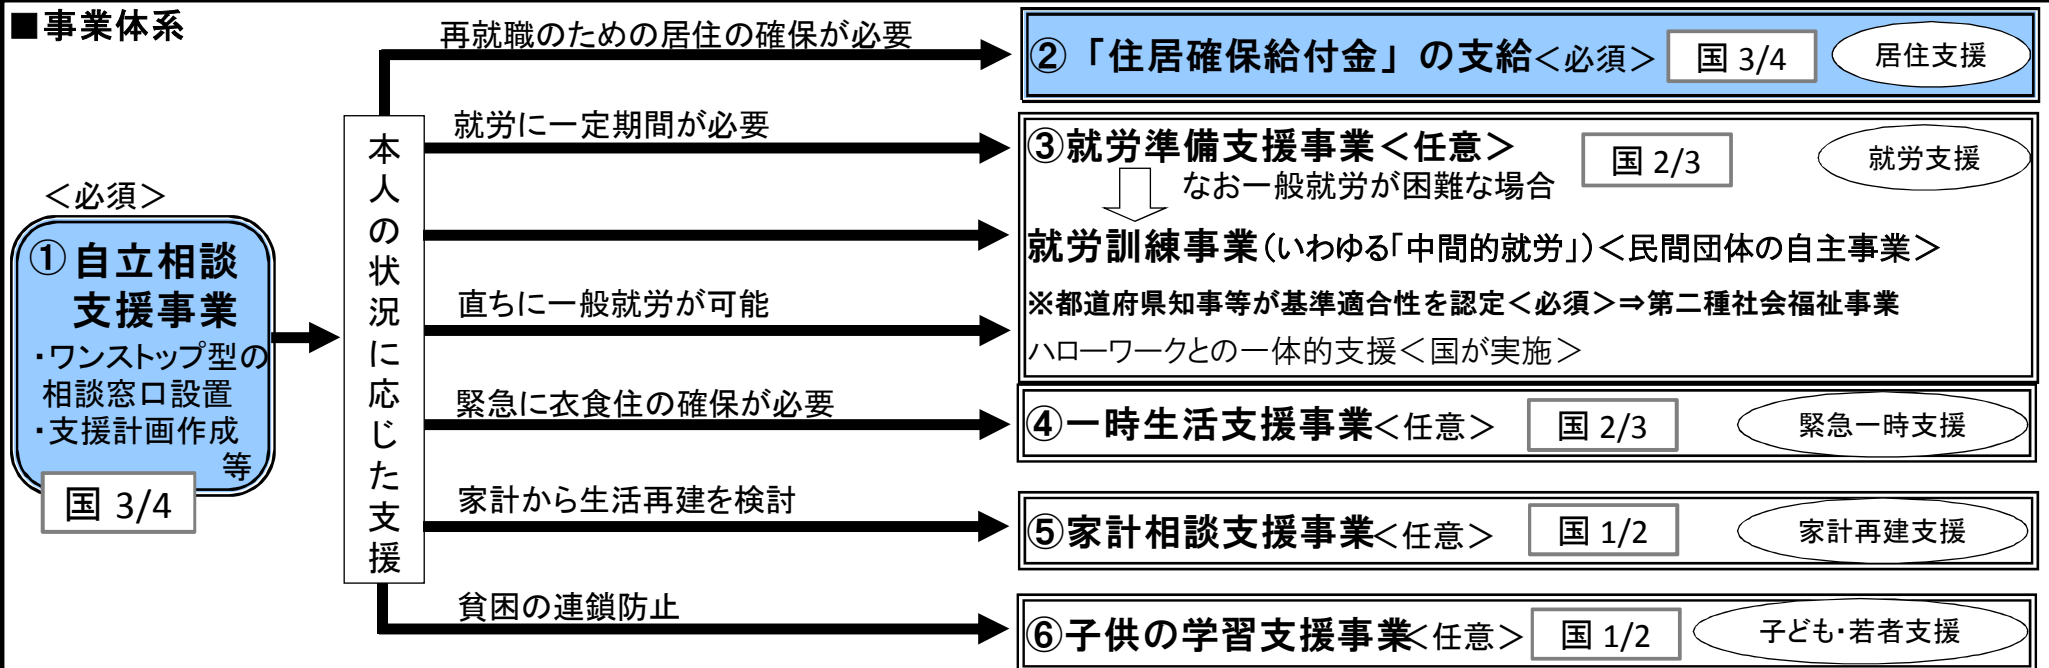 ■事業体系
<必須>
①自立相談
支援事業
・ワンストップ型の
相談窓口設置
・支援計画作成
等
国 3/4
本人の状況に応じた支援
再就職のための居住の確保が必要
②「住居確保給付金」の支給<必須>
国 3/4
居住支援
就労に一定期間が必要
③就労準備支援事業<任意>
国 2/3
就労支援
なお一般就労が困難な場合
就労訓練事業(いわゆる「中間的就労」)<民間団体の自主事業>
直ちに一般就労が可能
※都道府県知事等が基準適合性を認定<必須>⇒第二種社会福祉事業
ハローワークとの一体的支援<国が実施>
緊急に衣食住の確保が必要
④一時生活支援事業<任意>
国 2/3
緊急一時支援
家計から生活再建を検討
⑤家計相談支援事業<任意>
国 1/2
家計再建支援
貧困の連鎖防止
⑥子供の学習支援事業<任意>
国 1/2
子ども・若者支援